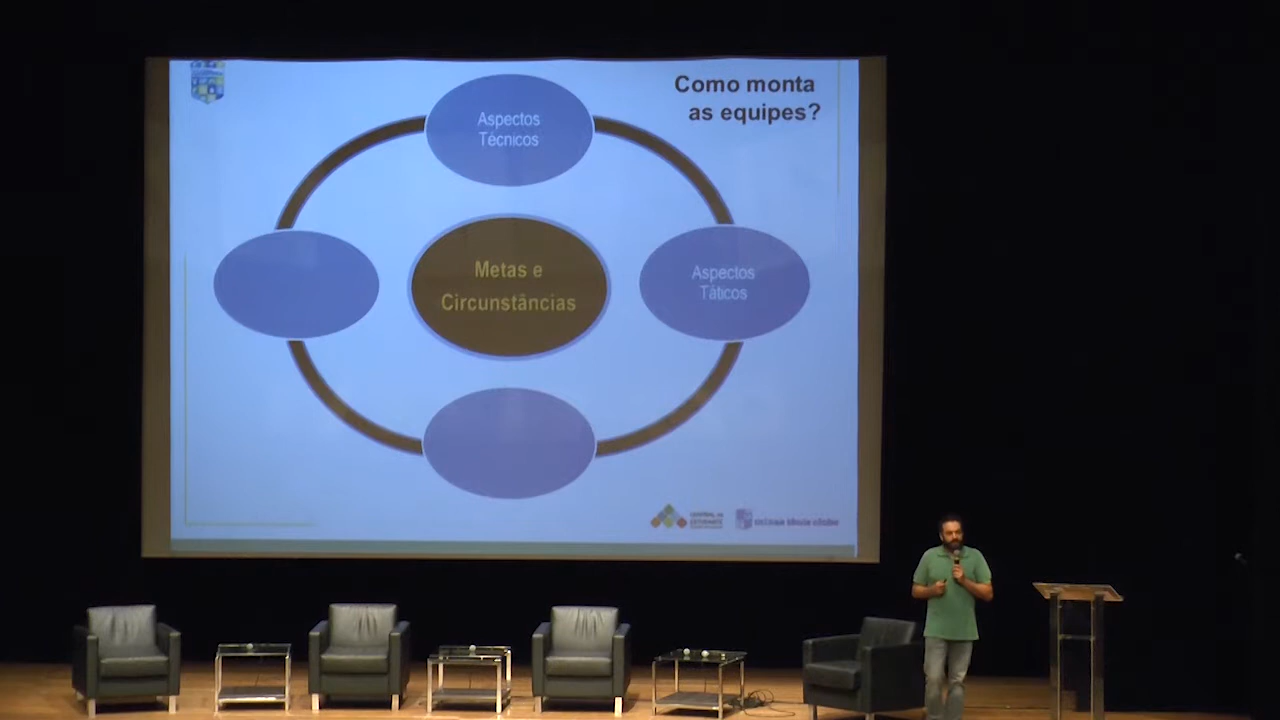 Como monta
as equipes?
Aspectos
Técnicos
Metas e
Circunstâncias
Aspectos
Táticos